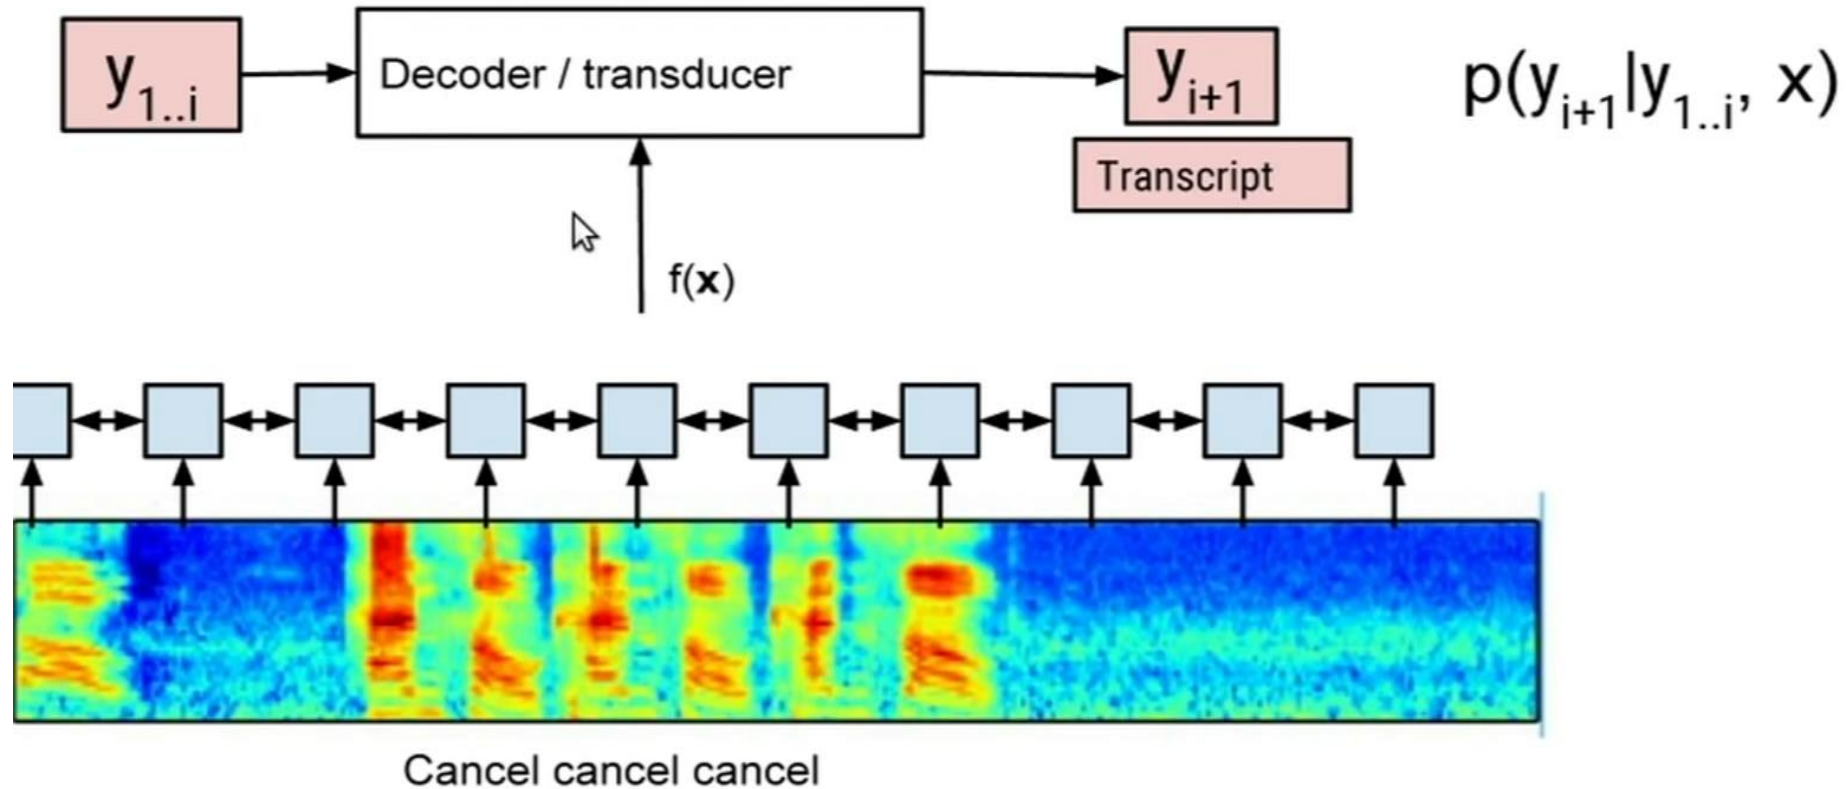 y1..i
Decoder / transducer
yi+1
p(yi+1|y1..i, x)
Transcript
f(x)
Cancel cancel cancel